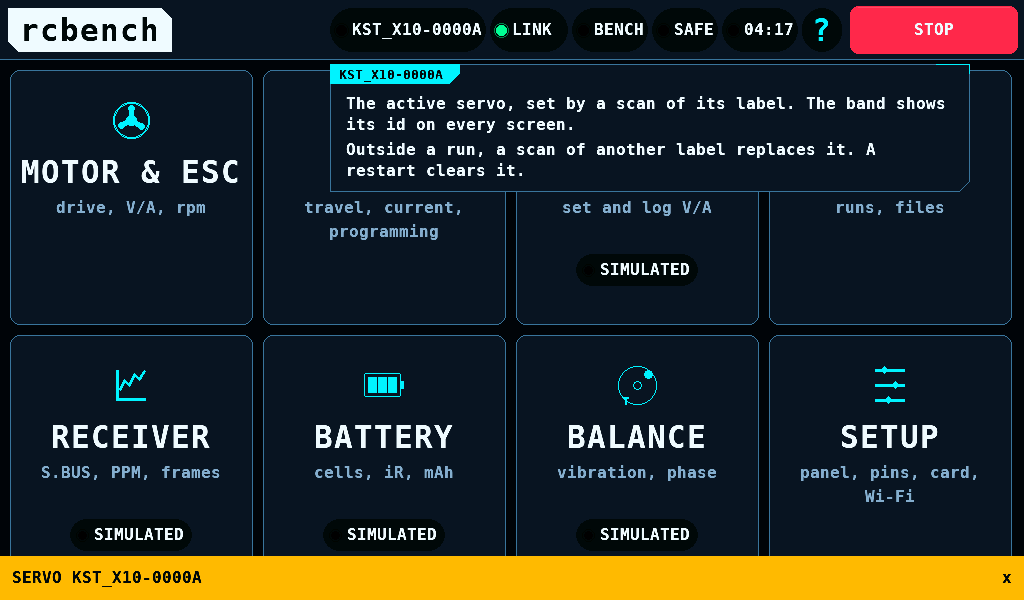 rcbench
KST_X10-0000A
LINK
BENCH
SAFE
04:17
?
STOP
KST_X10-0000A
The active servo, set by a scan of its label. The band shows
its id on every screen.
Outside a run, a scan of another label replaces it. A
restart clears it.
MOTOR & ESC
drive, V/A, rpm
travel, current,
programming
set and log V/A
SIMULATED
runs, files
RECEIVER
S.BUS, PPM, frames
SIMULATED
BATTERY
cells, iR, mAh
SIMULATED
BALANCE
vibration, phase
SIMULATED
SETUP
panel, pins, card,
Wi-Fi
SERVO KST_X10-0000A
x